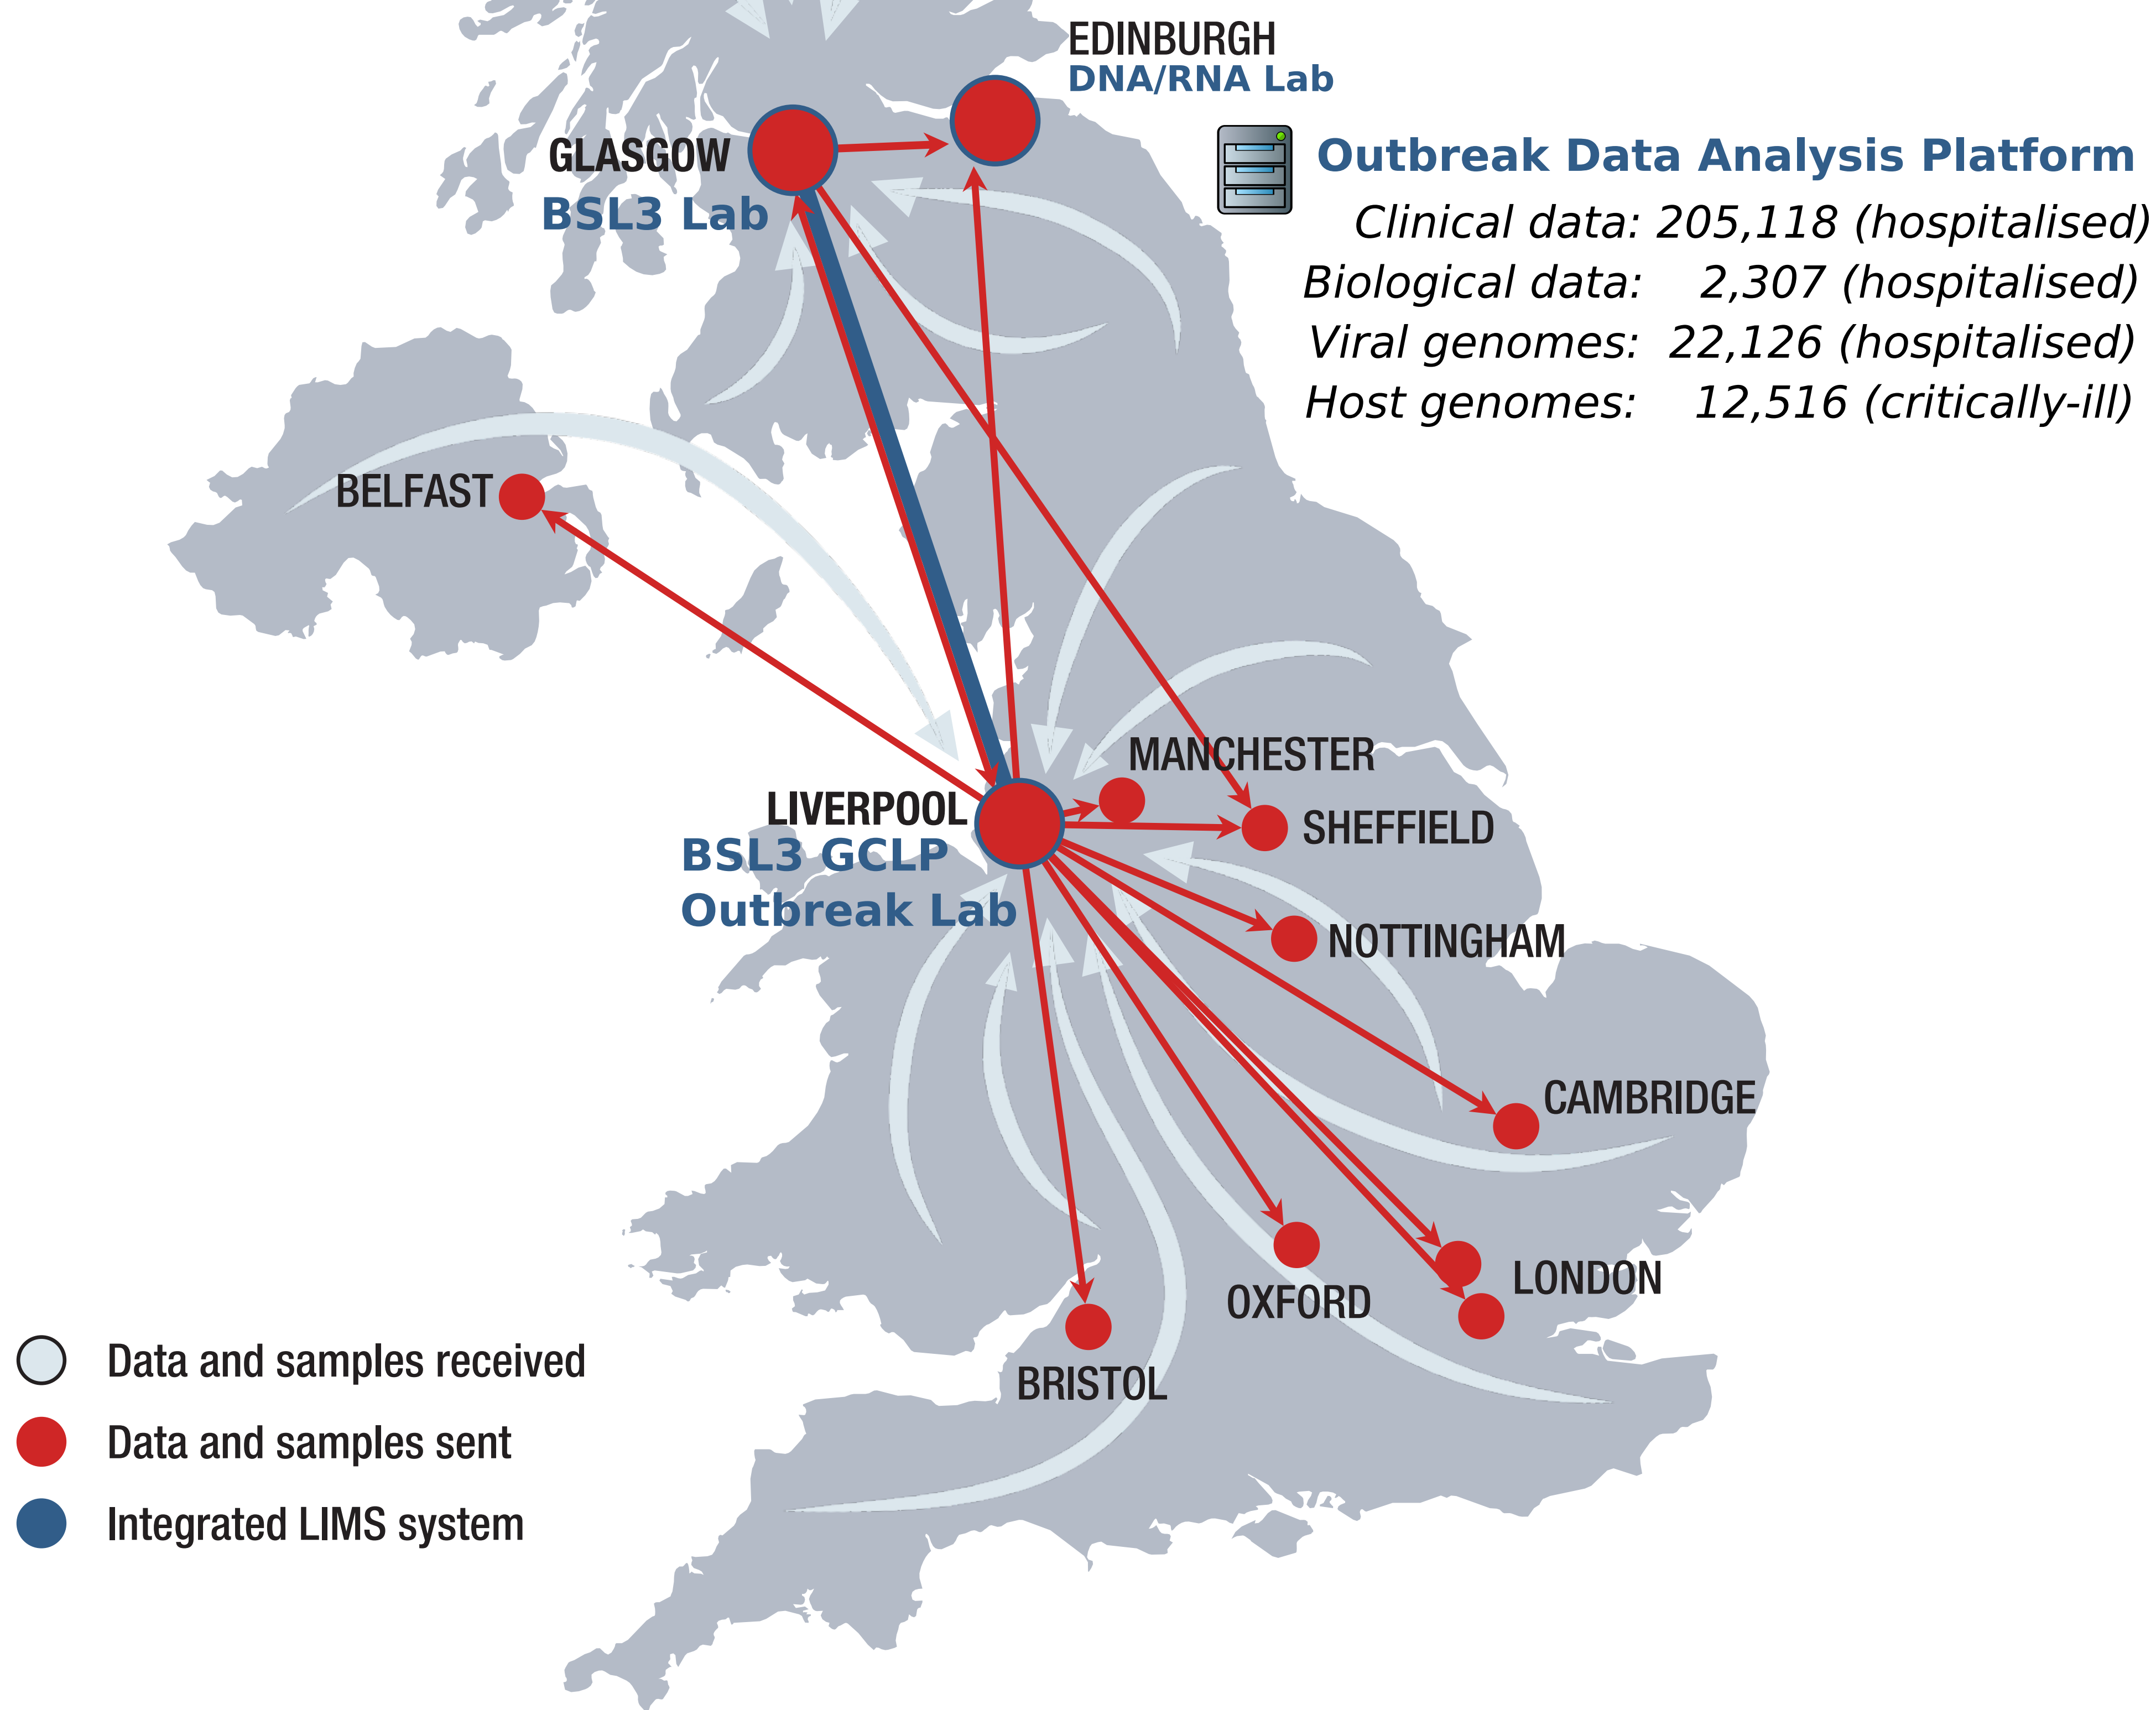 EDINBURGH
DNA/RNA Lab
GLASGOW
BSL3 Lab
Outbreak Data Analysis Platform
Clinical data: 205,118 (hospitalised)
Biological data: 2,307 (hospitalised)
Viral genomes: 22,126 (hospitalised)
Host genomes: 12,516 (critically-ill)
BELFAST
MANCHESTER
LIVERPOOL
BSL3 GCLP
Outbreak Lab
SHEFFIELD
NOTTINGHAM
CAMBRIDGE
LONDON
OXFORD
BRISTOL
Data and samples received
Data and samples sent
Integrated LIMS system